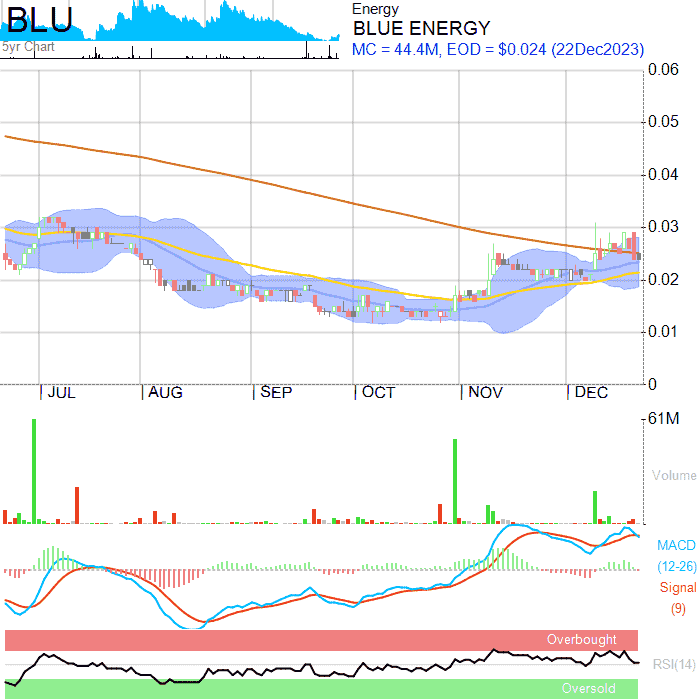 BLU
5yr Chart
Energy
BLUE ENERGY
MC = 44.4M, EOD = $0.024 (22Dec2023)
0.06
0.05
0.04
0.03
0.02
0.01
0
JUL AUG SEP OCT NOV DEC
61M
Volume
MACD
(12-26)
Signal
(9)
Overbought
RSI(14)
Oversold